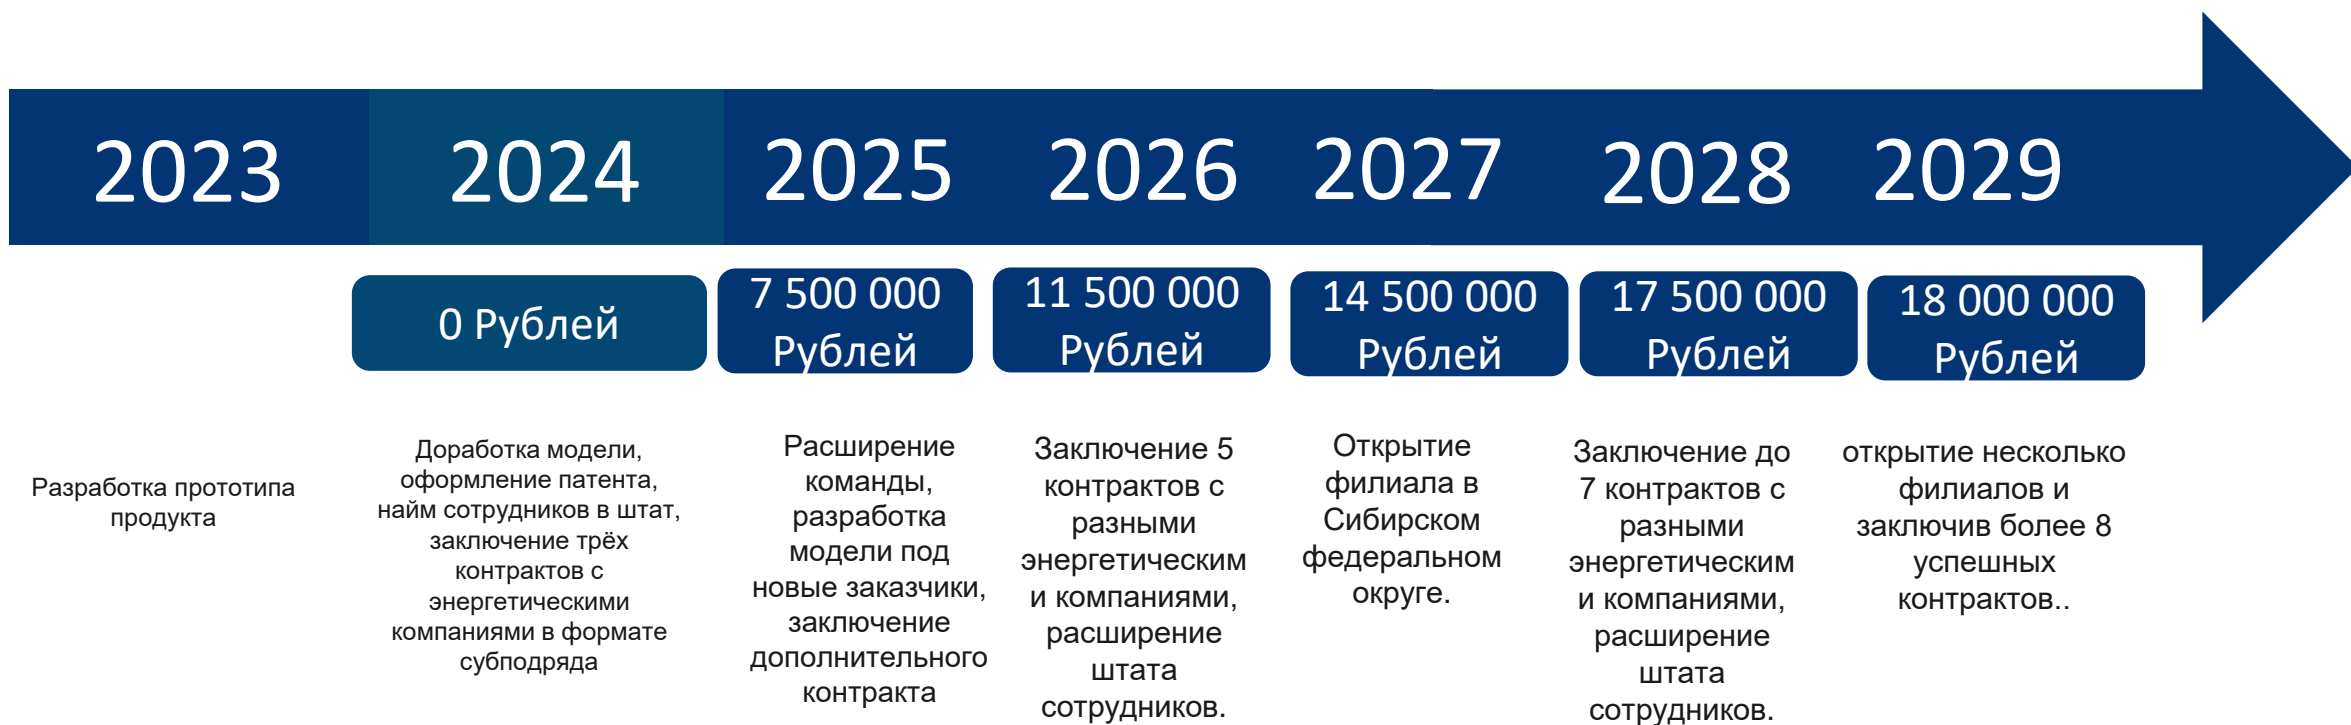 2023
2024
2025
2026
2027
2028
2029
0 Рублей
7 500 000
Рублей
11 500 000
Рублей
14 500 000
Рублей
17 500 000
Рублей
18 000 000
Рублей
Разработка прототипа
продукта
Доработка модели,
оформление патента,
найм сотрудников в штат,
заключение трёх
контрактов с
энергетическими
компаниями в формате
субподряда
Расширение
команды,
разработка
модели под
новые заказчики,
заключение
дополнительного
контракта
Заключение 5
контрактов с
разными
энергетическим
и компаниями,
расширение
штата
сотрудников.
Открытие
филиала в
Сибирском
федеральном
округе.
Заключение до
7 контрактов с
разными
энергетическим
и компаниями,
расширение
штата
сотрудников.
открытие несколько
филиалов и
заключив более 8
успешных
контрактов..